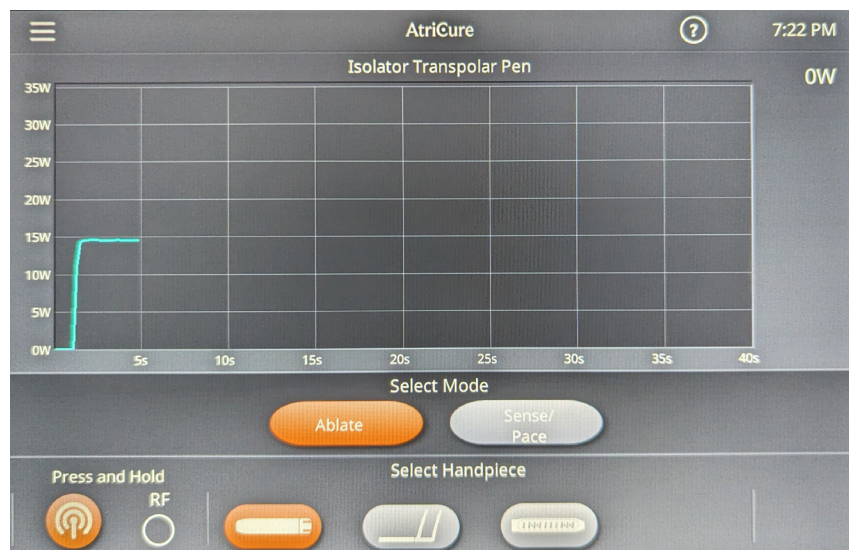 AtriCure
?
7:22 PM
Isolator Transpolar Pen
0W
35W
30W
25W
20W
15W
10W
5W
0W
5s
10s
15s
20s
25s
30s
35s
40s
Select Mode
Ablate
Sense/
Pace
Press and Hold
RF
Select Handpiece